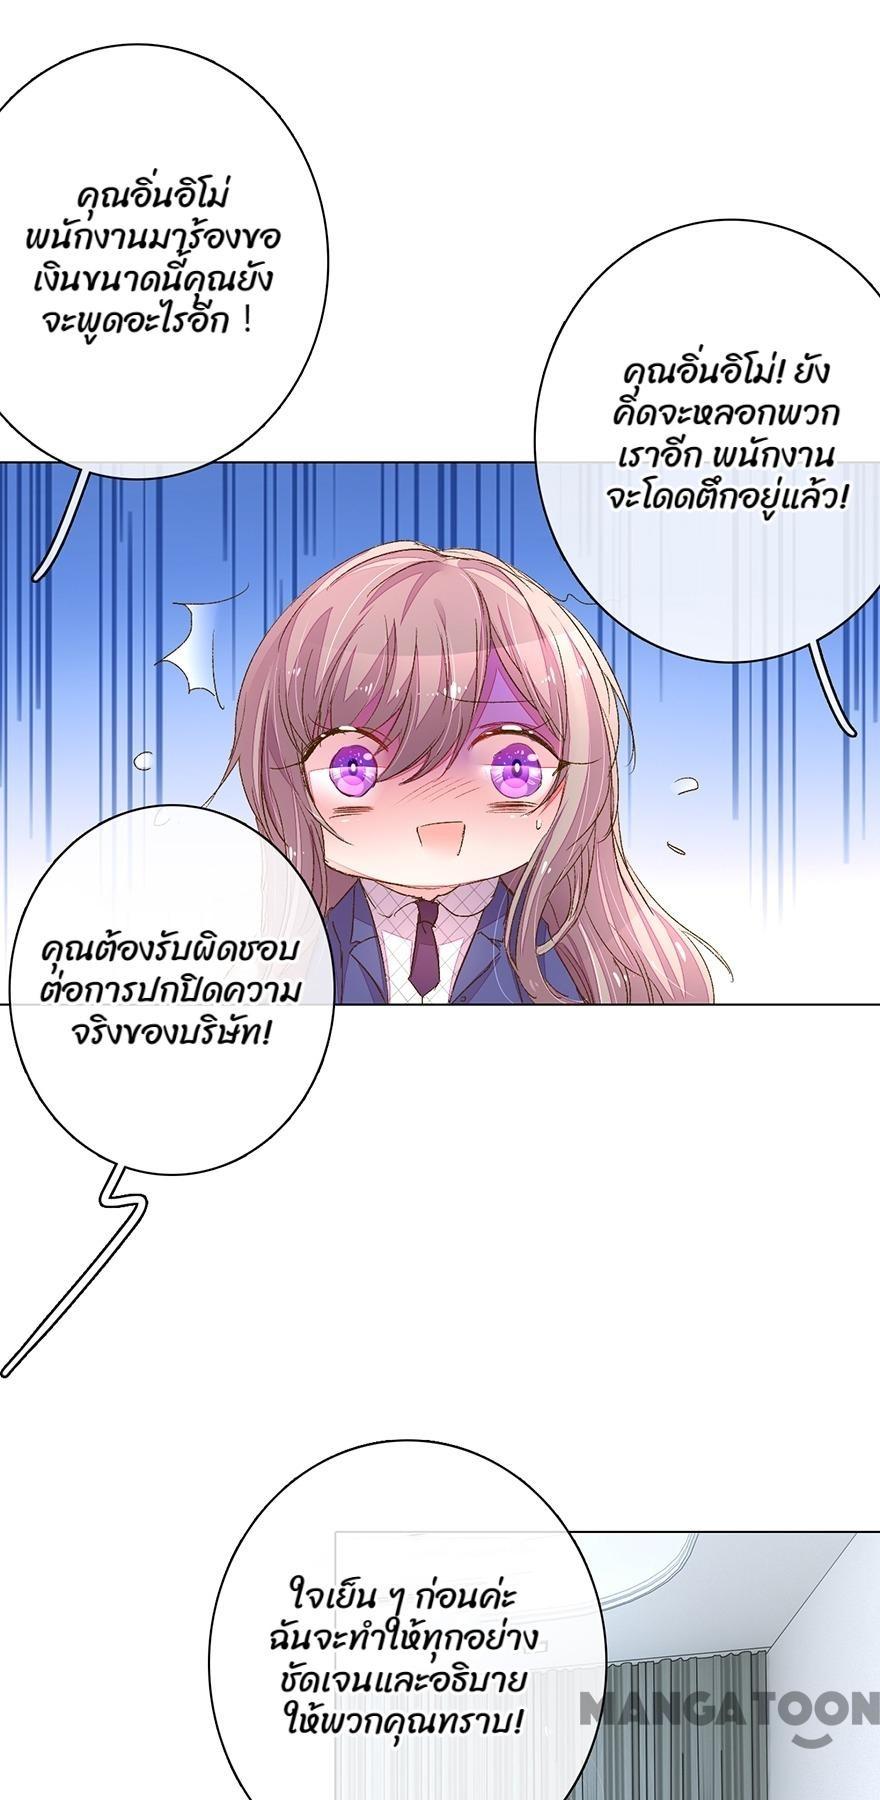 คุณอิ่นอิโม่
พนักงานมาร้องขอ
เงินขนาดนี้คุณยัง
จะพูดอะไรอีก !
คุณอิ่นอิโม่! ยัง
คิดจะหลอกพวก
เราอีก พนักงาน
จะโดดตึกอยู่แล้ว!
คุณต้องรับผิดชอบ
ต่อการปกปิดความ
จริงของบริษัท!
ใจเย็น ๆ ก่อนค่ะ
ฉันจะทำให้ทุกอย่าง
ชัดเจนและอธิบาย
ให้พวกคุณทราบ!
MANGATOON